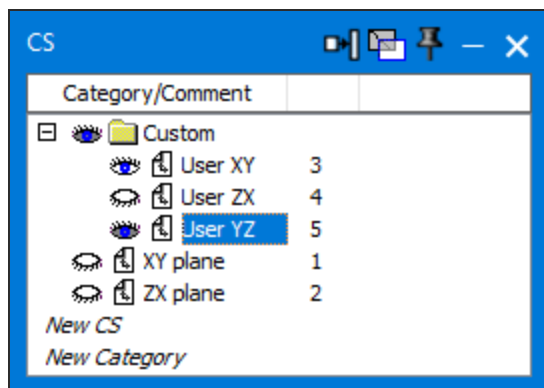 CS
Category/Comment
Custom
User XY 3
User ZX 4
User YZ 5
XY plane 1
ZX plane 2
New CS
New Category